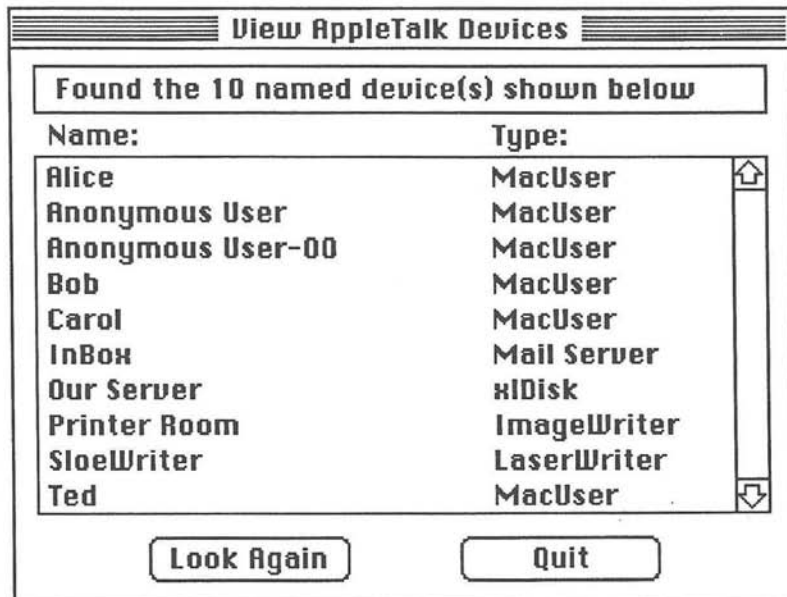 View AppleTalk Devices
Found the 10 named device(s) shown below
Name: Type:
Alice MacUser
Anonymous User MacUser
Anonymous User-00 MacUser
Bob MacUser
Carol MacUser
InBox Mail Server
Our Server xlDisk
Printer Room ImageWriter
SloeWriter LaserWriter
Ted MacUser
Look Again Quit